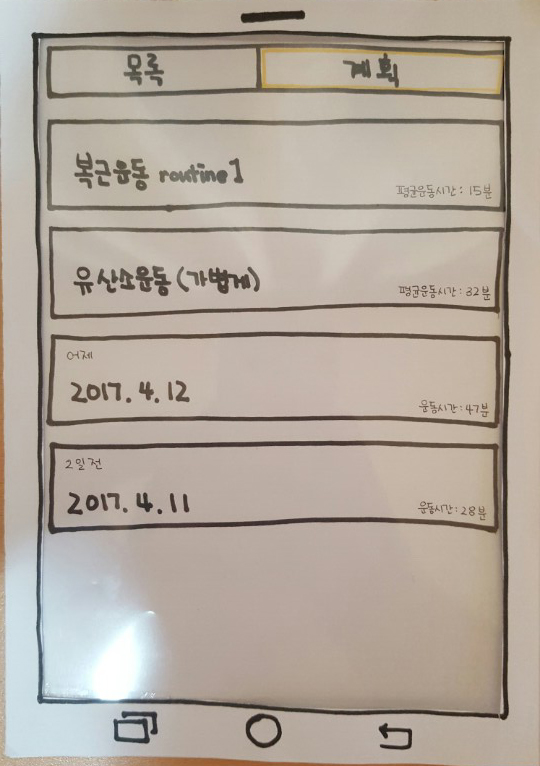 목록
계획
복근운동 routine 1
평균운동시간 : 15분
유산소운동 (가볍게)
평균운동시간 : 32분
어제
2017. 4. 12
운동시간 : 47분
2일전
2017. 4. 11
운동시간 : 28분